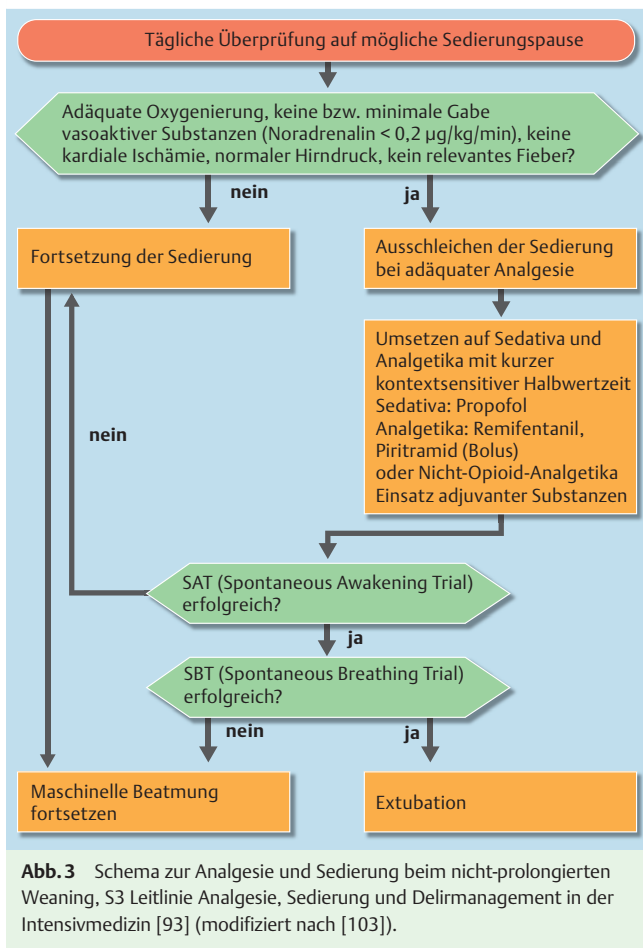 Tägliche Überprüfung auf mögliche Sedierungspause
Adäquate Oxygenierung, keine bzw. minimale Gabe
vasoaktiver Substanzen (Noradrenalin < 0,2 µg/kg/min), keine
kardiale Ischämie, normaler Hirndruck, kein relevantes Fieber?
nein
ja
Fortsetzung der Sedierung
Ausschleichen der Sedierung
bei adäquater Analgesie
Umsetzen auf Sedativa und
Analgetika mit kurzer
kontextsensitiver Halbwertzeit
Sedativa: Propofol
Analgetika: Remifentanil,
Piritramid (Bolus)
oder Nicht-Opioid-Analgetika
Einsatz adjuvanter Substanzen
nein
SAT (Spontaneous Awakening Trial)
erfolgreich?
ja
SBT (Spontaneous Breathing Trial)
erfolgreich?
nein
ja
Maschinelle Beatmung
fortsetzen
Extubation
Abb. 3 Schema zur Analgesie und Sedierung beim nicht-prolongierten
Weaning, S3 Leitlinie Analgesie, Sedierung und Delirmanagement in der
Intensivmedizin [93] (modifiziert nach [103]).